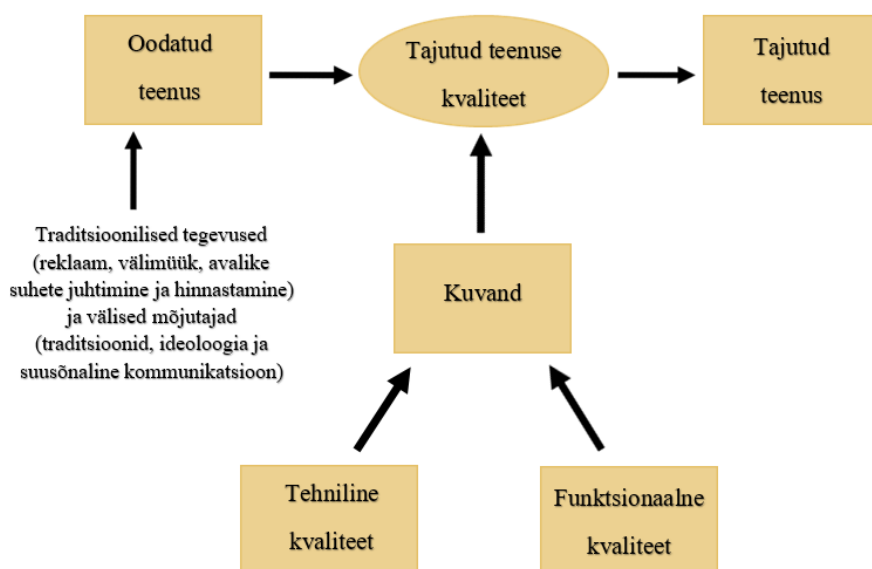 Oodatud
teenus
Tajutud teenuse
kvaliteet
Tajutud
teenus
Traditsioonilised tegevused
(reklaam, välimüük, avalike
suhete juhtimine ja hinnastamine)
ja välised mõjutajad
(traditsioonid, ideoloogia ja
suusõnaline kommunikatsioon)
Kuvand
Tehniline
kvaliteet
Funktsionaalne
kvaliteet